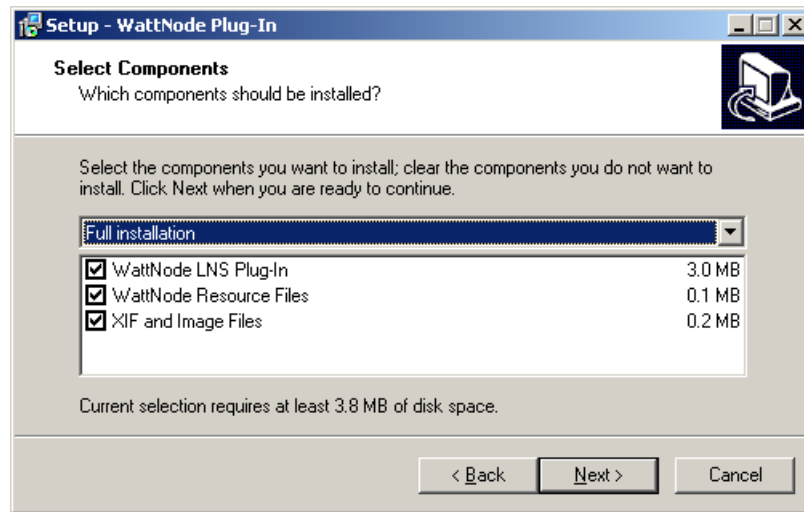 Setup - WattNode Plug-In
Select Components
Which components should be installed?
Select the components you want to install; clear the components you do not want to
install. Click Next when you are ready to continue.
Full installation
WattNode LNS Plug-In 3.0 MB
WattNode Resource Files 0.1 MB
XIF and Image Files 0.2 MB
Current selection requires at least 3.8 MB of disk space.
< Back Next > Cancel